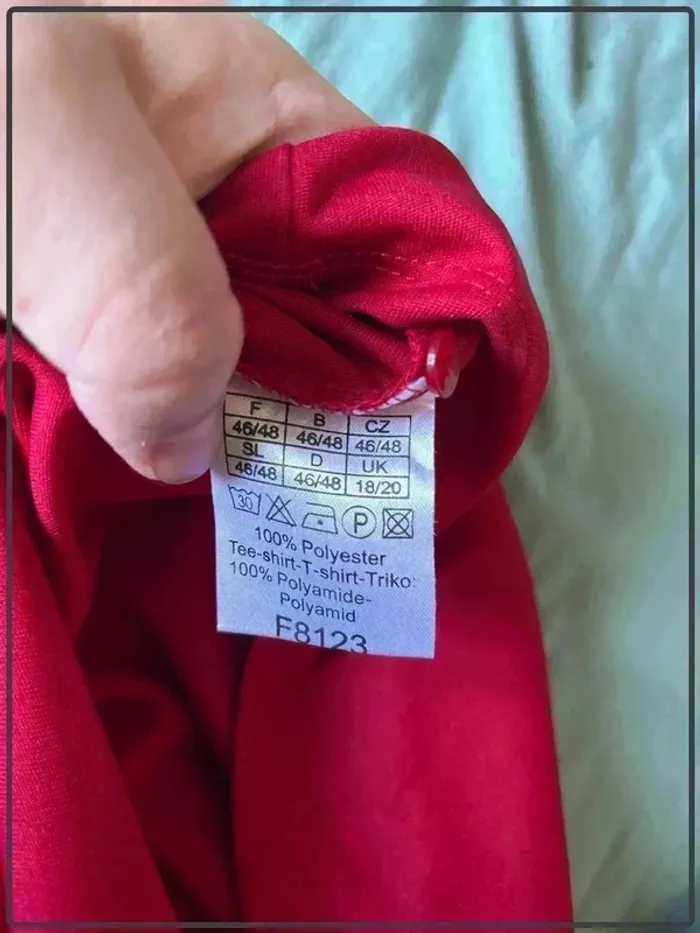 F B CZ
46/48 46/48 46/48
SL D UK
46/48 46/48 18/20
30 P
100% Polyester
Tee-shirt-T-shirt-Triko:
100% Polyamide-
Polyamid
F8123